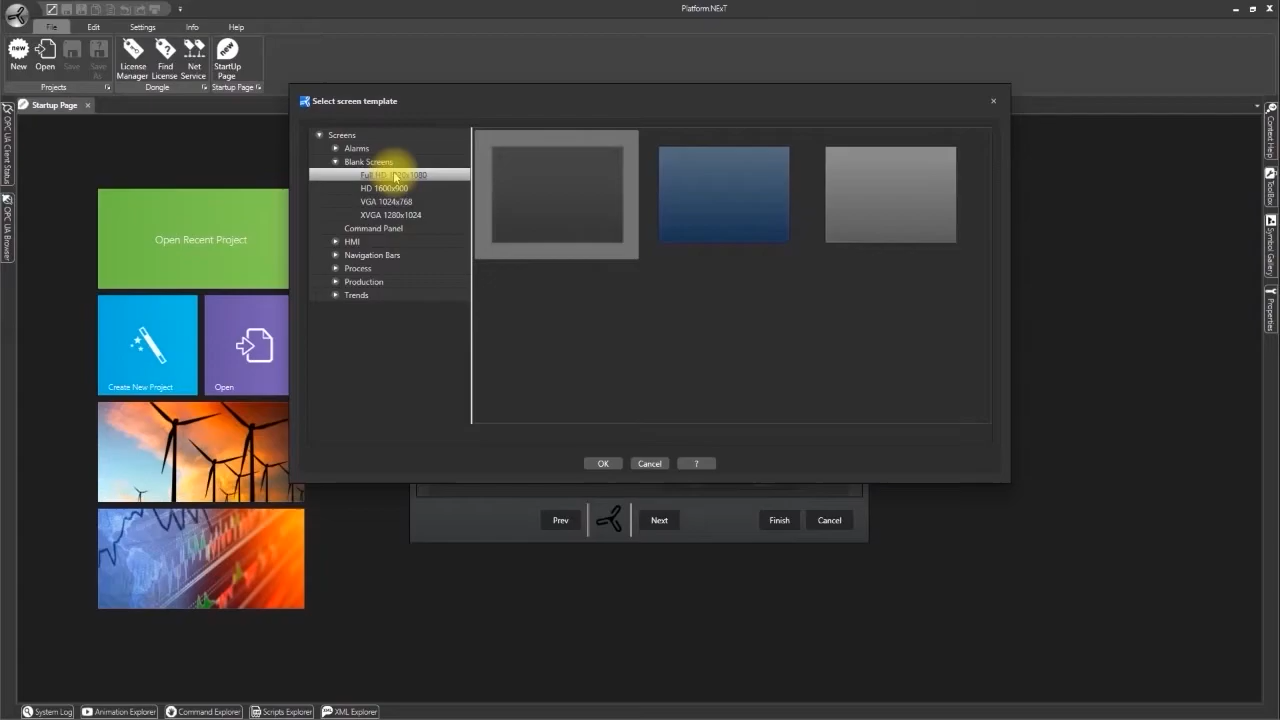 Platform.NExT
File Edit Settings Info Help
new new
New Open Save Save As License Manager Find License Net Service StartUp Page
Projects Dongle Startup Page
Startup Page
Select screen template
Screens
Alarms
Blank Screens
Full HD 1920x1080
HD 1600x900
VGA 1024x768
XVGA 1280x1024
Command Panel
HMI
Navigation Bars
Process
Production
Trends
OK Cancel ?
Open Recent Project
Create New Project Open
Prev Next Finish Cancel
OPC UA Client Status
OPC UA Browser
Context Help
ToolBox
Symbol Gallery
Properties
System Log Animation Explorer Command Explorer Scripts Explorer XML Explorer